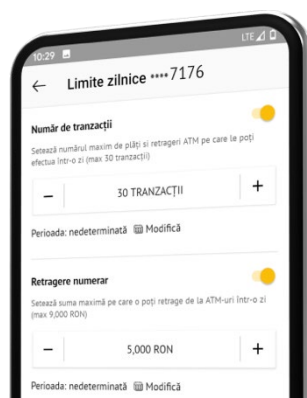 10:29 LTE
Limite zilnice ••••7176
Număr de tranzacții
Setează numărul maxim de plăți si retrageri ATM pe care le poți
efectua într-o zi (max 30 tranzacții)
− 30 TRANZACȚII +
Perioada: nedeterminată Modifică
Retragere numerar
Setează suma maximă pe care o poți retrage de la ATM-uri într-o zi
(max 9,000 RON)
− 5,000 RON +
Perioada: nedeterminată Modifică